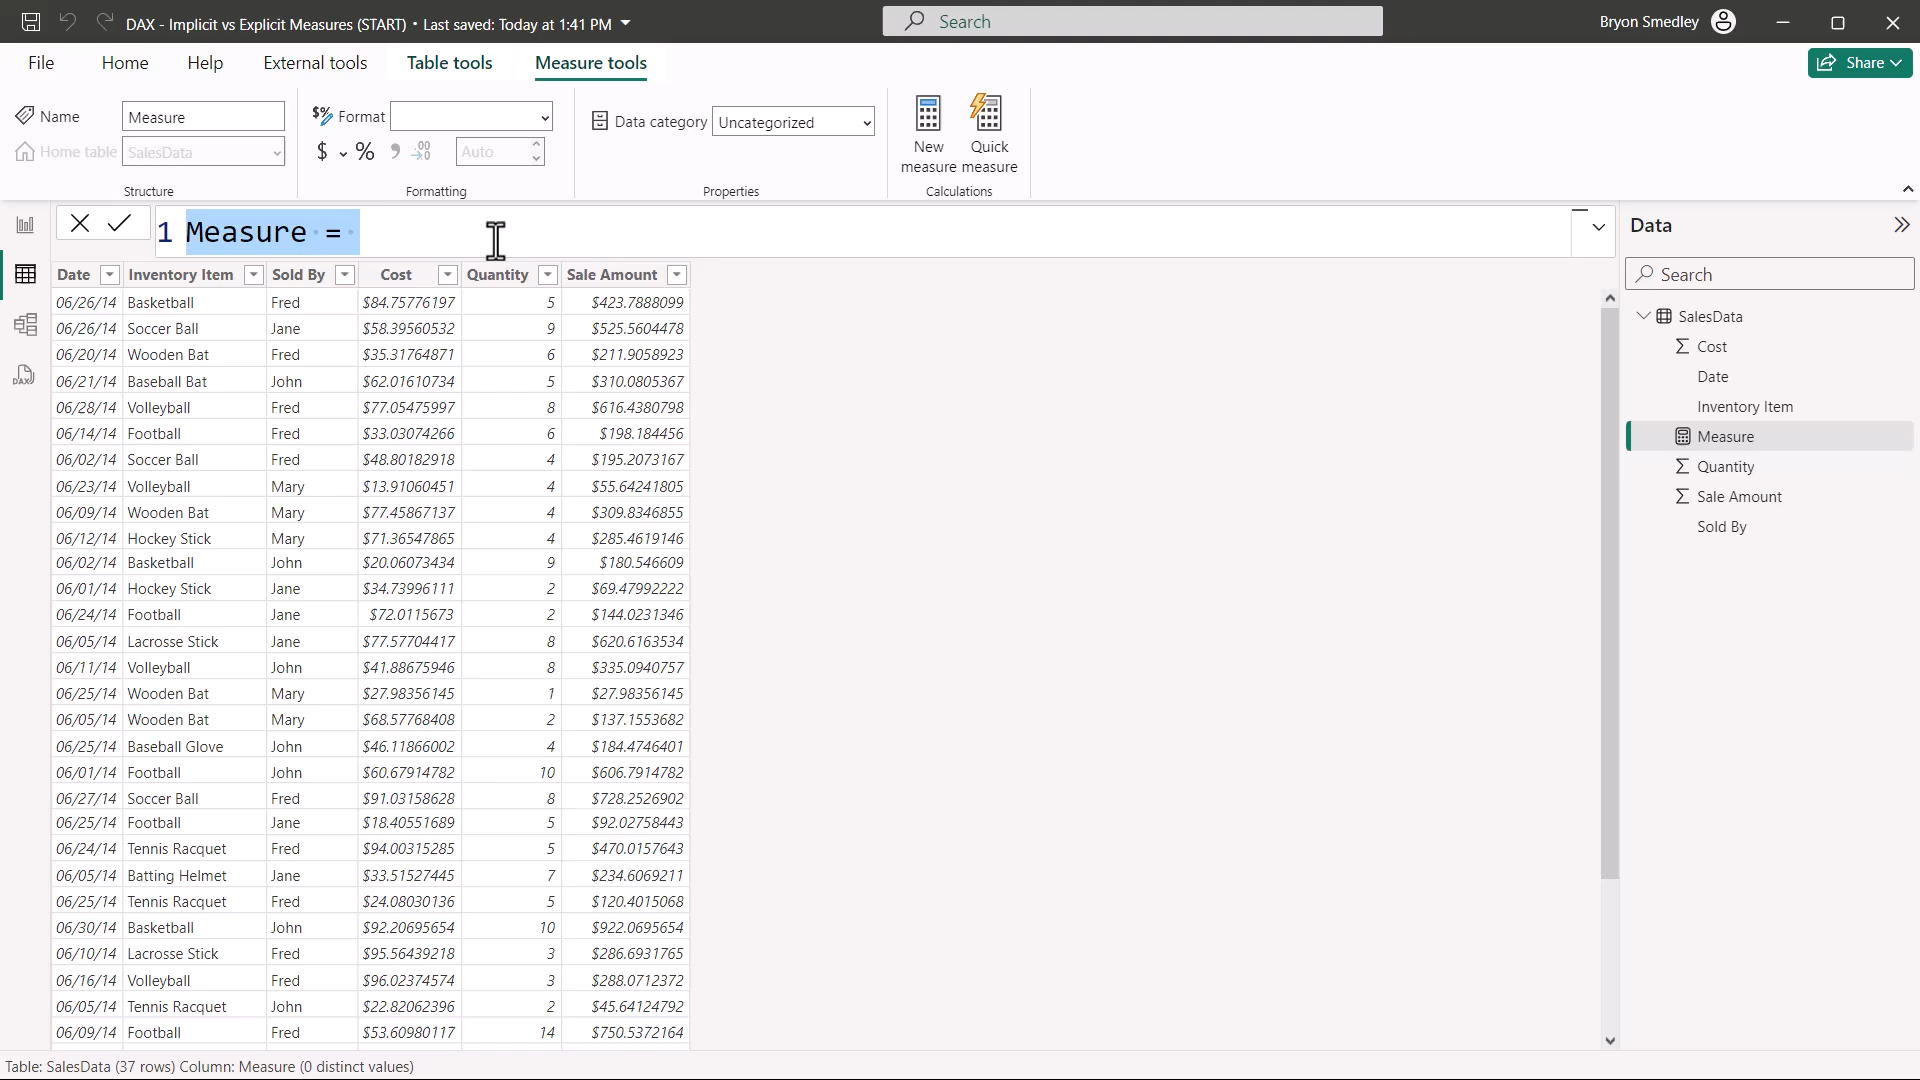 DAX - Implicit vs Explicit Measures (START) • Last saved: Today at 1:41 PM
Search
Bryon Smedley
File Home Help External tools Table tools Measure tools
Share
Name Measure
Home table SalesData
Structure
$% Format
$ % , .00 Auto
Formatting
Data category Uncategorized
Properties
New measure
Quick measure
Calculations
1 Measure =
Data
Search
SalesData
Cost
Date
Inventory Item
Measure
Quantity
Sale Amount
Sold By
DAX
Date Inventory Item Sold By Cost Quantity Sale Amount
06/26/14 Basketball Fred $84.75776197 5 $423.7888099
06/26/14 Soccer Ball Jane $58.39560532 9 $525.5604478
06/20/14 Wooden Bat Fred $35.31764871 6 $211.9058923
06/21/14 Baseball Bat John $62.01610734 5 $310.0805367
06/28/14 Volleyball Fred $77.05475997 8 $616.4380798
06/14/14 Football Fred $33.03074266 6 $198.184456
06/02/14 Soccer Ball Fred $48.80182918 4 $195.2073167
06/23/14 Volleyball Mary $13.91060451 4 $55.64241805
06/09/14 Wooden Bat Mary $77.45867137 4 $309.8346855
06/12/14 Hockey Stick Mary $71.36547865 4 $285.4619146
06/02/14 Basketball John $20.06073434 9 $180.546609
06/01/14 Hockey Stick Jane $34.73996111 2 $69.47992222
06/24/14 Football Jane $72.0115673 2 $144.0231346
06/05/14 Lacrosse Stick Jane $77.57704417 8 $620.6163534
06/11/14 Volleyball John $41.88675946 8 $335.0940757
06/25/14 Wooden Bat Mary $27.98356145 1 $27.98356145
06/05/14 Wooden Bat Mary $68.57768408 2 $137.1553682
06/25/14 Baseball Glove John $46.11866002 4 $184.4746401
06/01/14 Football John $60.67914782 10 $606.7914782
06/27/14 Soccer Ball Fred $91.03158628 8 $728.2526902
06/25/14 Football Jane $18.40551689 5 $92.02758443
06/24/14 Tennis Racquet Fred $94.00315285 5 $470.0157643
06/05/14 Batting Helmet Jane $33.51527445 7 $234.6069211
06/25/14 Tennis Racquet Fred $24.08030136 5 $120.4015068
06/30/14 Basketball John $92.20695654 10 $922.0695654
06/10/14 Lacrosse Stick Fred $95.56439218 3 $286.6931765
06/16/14 Volleyball Fred $96.02374574 3 $288.0712372
06/05/14 Tennis Racquet John $22.82062396 2 $45.64124792
06/09/14 Football Fred $53.60980117 14 $750.5372164
Table: SalesData (37 rows) Column: Measure (0 distinct values)